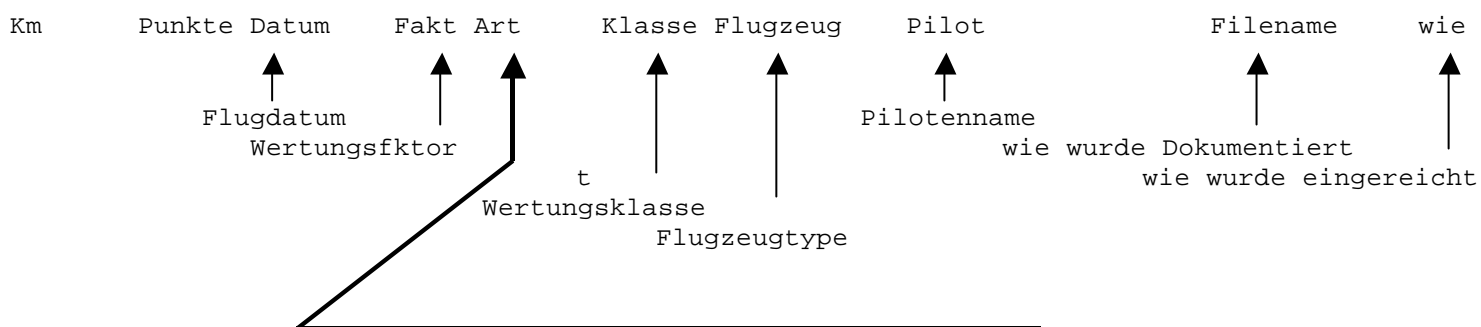 Km Punkte Datum Fakt Art Klasse Flugzeug Pilot Filename wie
Flugdatum Pilotenname
Wertungsfktor wie wurde Dokumentiert
t wie wurde eingereicht
Wertungsklasse
Flugzeugtype